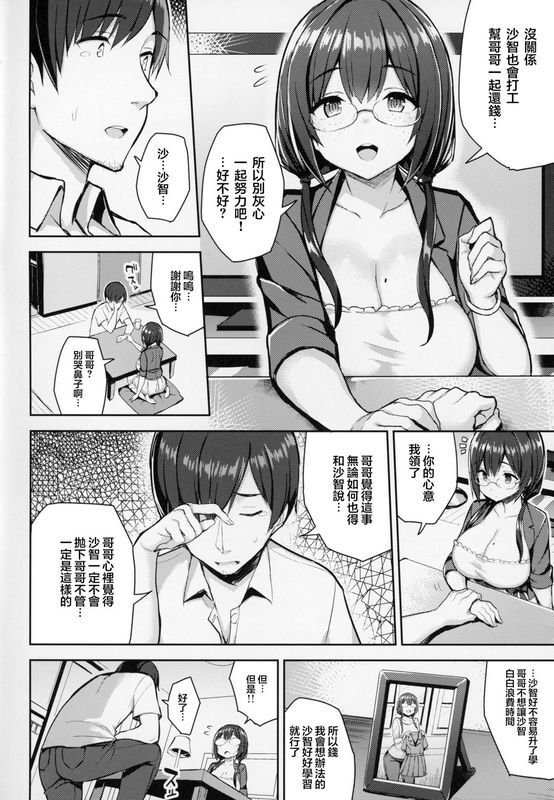 沒關係
沙智也會打工
幫哥哥一起還錢…
所以別灰心
一起努力吧！
…好不好？
沙…沙智…
嗚嗚…
謝謝你…
グスッ
哥哥？
別哭鼻子啊…
…你的心意
我領了
哥哥覺得這事
無論如何也得
和沙智說…
哥哥心裡覺得
沙智一定不會
拋下哥哥不管…
一定是這樣的
…沙智好不容易升了學
哥哥不想讓沙智
白白浪費時間
所以錢
我會想辦法的
沙智好好學習
就行了
但…
但是!!
好了…